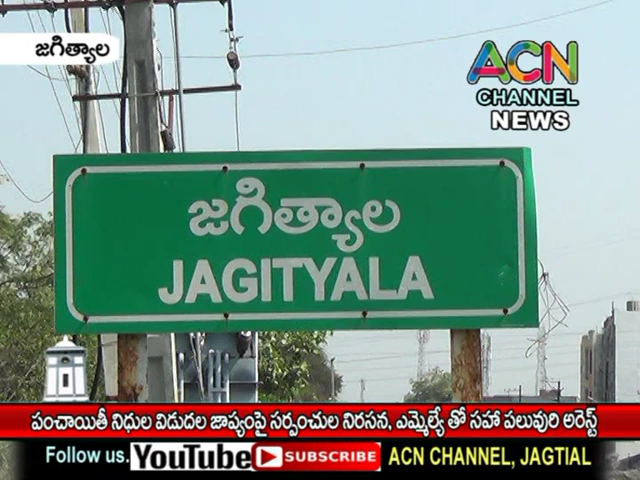 జగిత్యాల
ACN
CHANNEL
NEWS
జగిత్యాల
JAGITYALA
పంచాయితీ నిధుల విడుదల జాప్యంపై సర్పంచుల నిరసన, ఎమ్మెల్యే తో సహా పలువురి అరెస్ట్
Follow us. YouTube SUBSCRIBE ACN CHANNEL, JAGTIAL